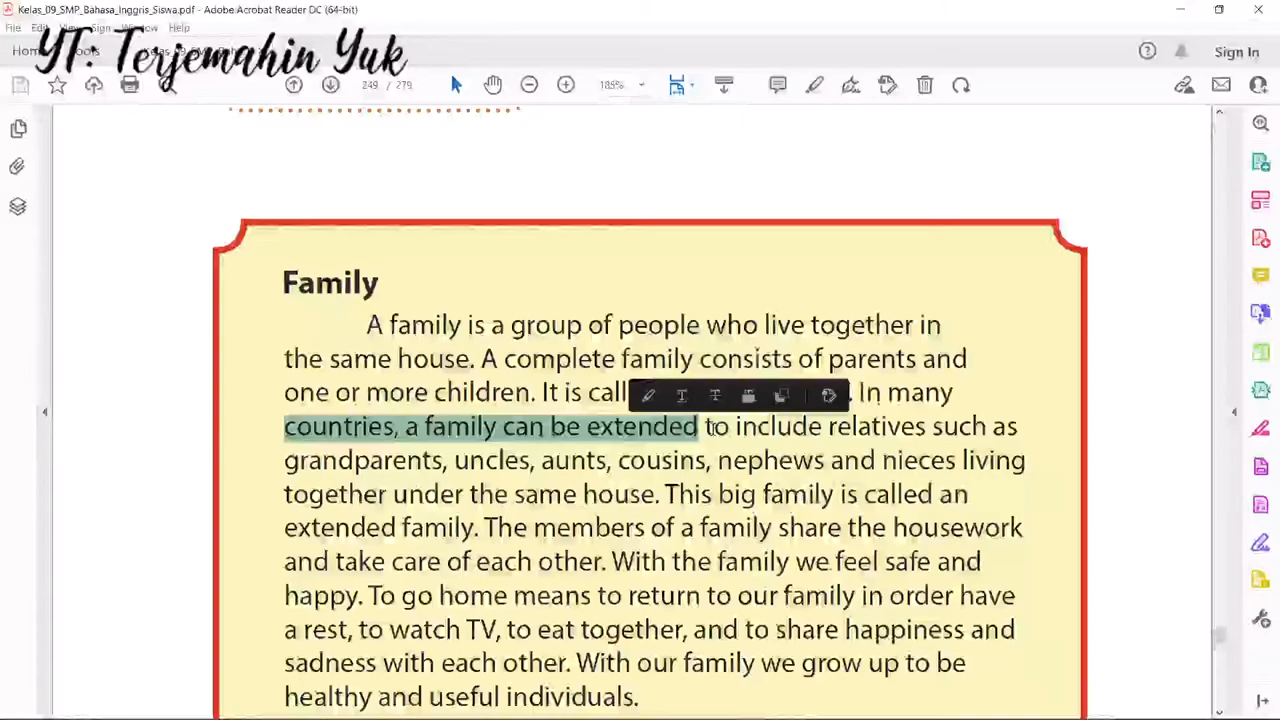 Kelas_09_SMP_Bahasa_Inggris_Siswa.pdf - Adobe Acrobat Reader DC (64-bit)
File Edit View Sign Window Help
YT: Terjemahin Yuk
Sign In
249 / 279
185%
Family
A family is a group of people who live together in
the same house. A complete family consists of parents and
one or more children. It is call . In many
countries, a family can be extended to include relatives such as
grandparents, uncles, aunts, cousins, nephews and nieces living
together under the same house. This big family is called an
extended family. The members of a family share the housework
and take care of each other. With the family we feel safe and
happy. To go home means to return to our family in order have
a rest, to watch TV, to eat together, and to share happiness and
sadness with each other. With our family we grow up to be
healthy and useful individuals.